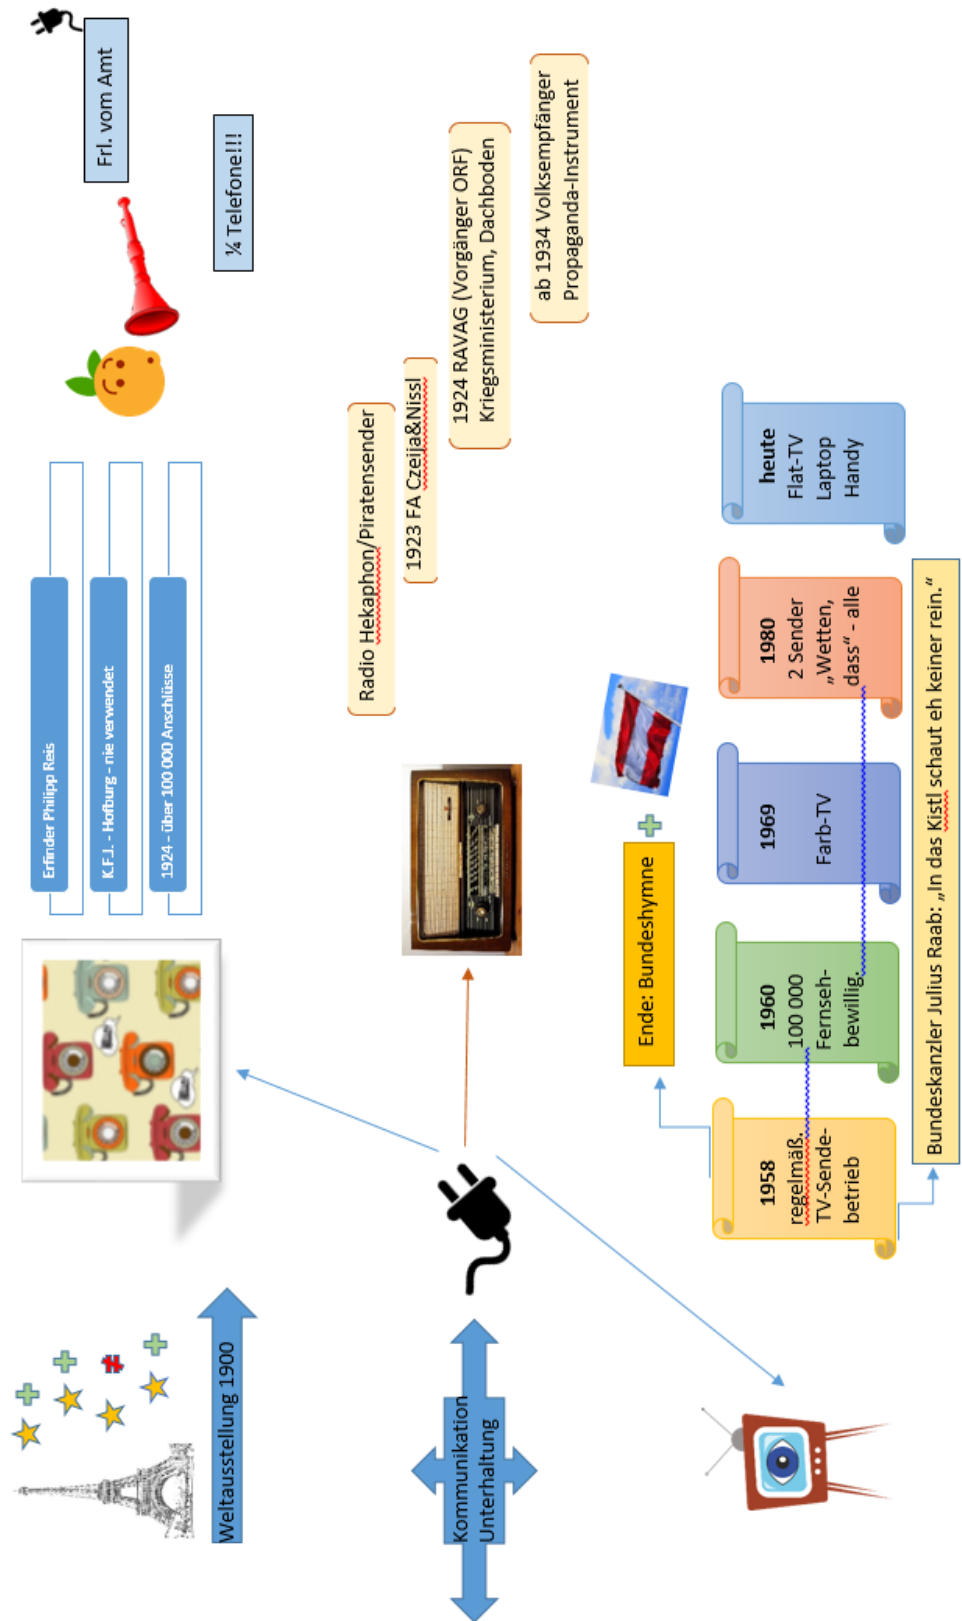 Weltausstellung 1900
Erfinder Philipp Reis
K.F.J. - Hofburg - nie verwendet
1924 - über 100 000 Anschlüsse
Frl. vom Amt
¼ Telefone!!!
Kommunikation
Unterhaltung
Radio Hekaphon/Piratensender
1923 FA Czeija&Nissl
1924 RAVAG (Vorgänger ORF)
Kriegsministerium, Dachboden
ab 1934 Volksempfänger
Propaganda-Instrument
Ende: Bundeshymne
1958
regelmäß.
TV-Sende-
betrieb
1960
100 000
Fernseh-
bewillig.
1969
Farb-TV
1980
2 Sender
„Wetten,
dass“ - alle
heute
Flat-TV
Laptop
Handy
Bundeskanzler Julius Raab: „In das Kistl schaut eh keiner rein.“